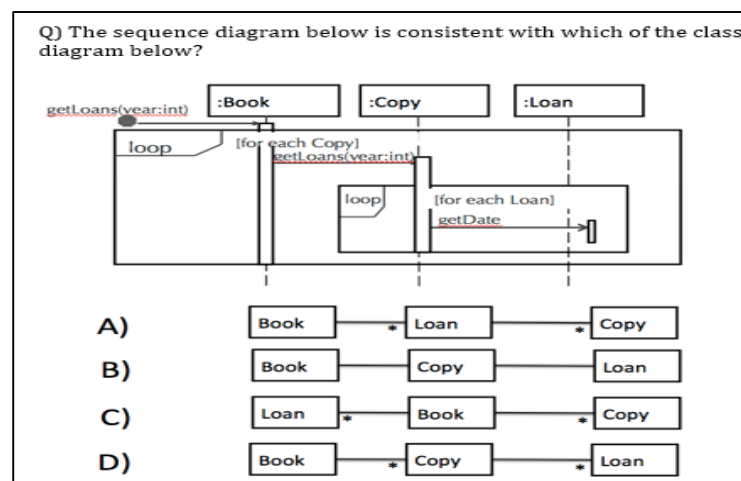 Q) The sequence diagram below is consistent with which of the class
diagram below?
:Book :Copy :Loan
getLoans(year:int)
loop [for each Copy]
getLoans(year:int)
loop [for each Loan]
getDate
A) Book * Loan * Copy
B) Book Copy Loan
C) Loan * Book * Copy
D) Book * Copy * Loan